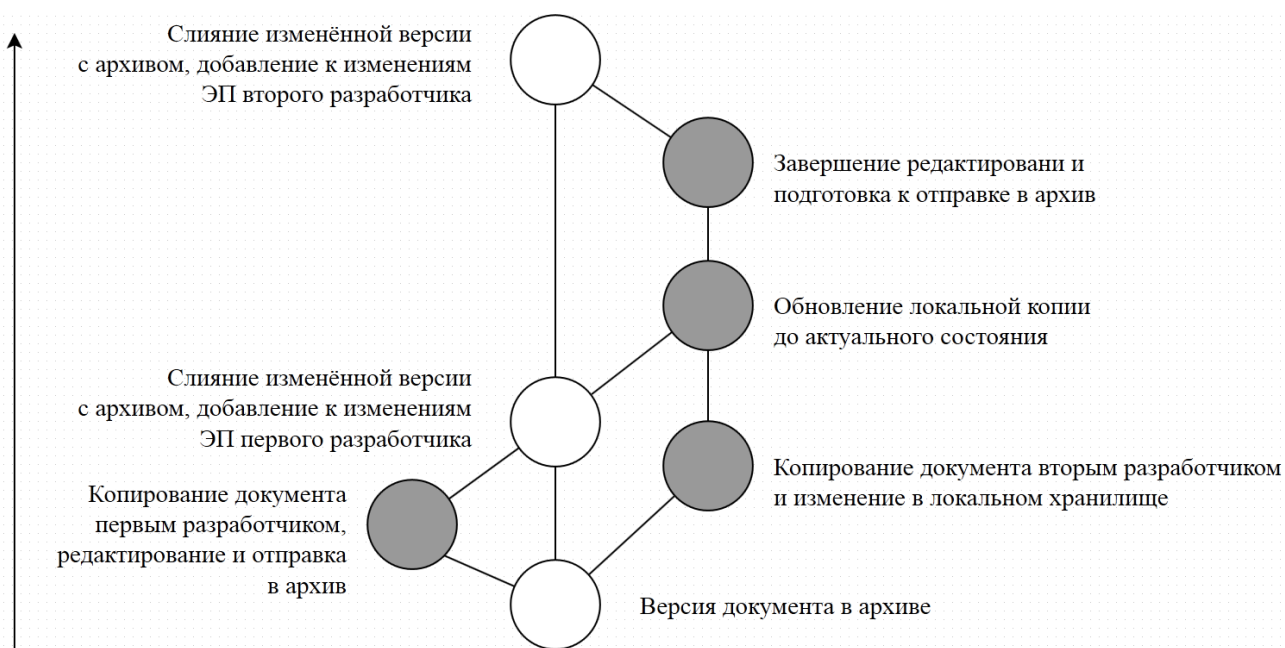 Слияние изменённой версии
с архивом, добавление к изменениям
ЭП второго разработчика
Завершение редактировани и
подготовка к отправке в архив
Обновление локальной копии
до актуального состояния
Слияние изменённой версии
с архивом, добавление к изменениям
ЭП первого разработчика
Копирование документа вторым разработчиком
и изменение в локальном хранилище
Копирование документа
первым разработчиком,
редактирование и отправка
в архив
Версия документа в архиве